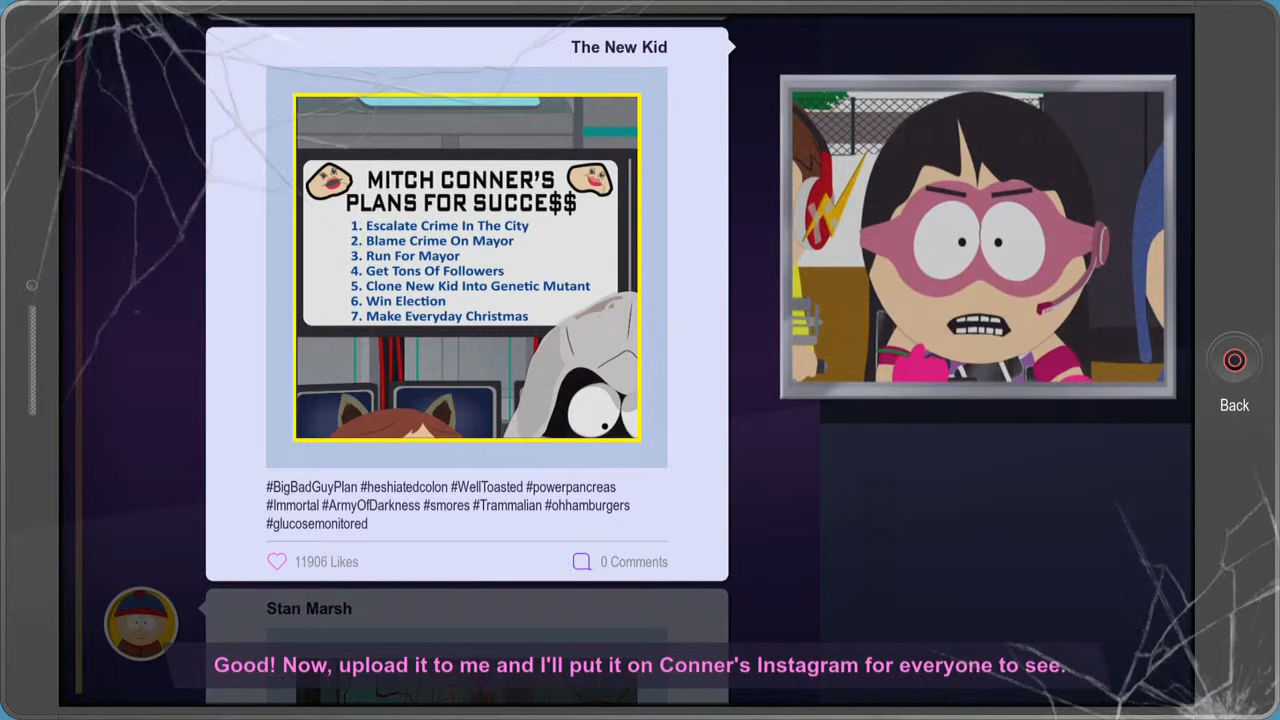 The New Kid
MITCH CONNER'S
PLANS FOR SUCCE$$
1. Escalate Crime In The City
2. Blame Crime On Mayor
3. Run For Mayor
4. Get Tons Of Followers
5. Clone New Kid Into Genetic Mutant
6. Win Election
7. Make Everyday Christmas
#BigBadGuyPlan #heshiatedcolon #WellToasted #powerpancreas
#Immortal #ArmyOfDarkness #smores #Trammalian #ohhamburgers
#glucosemonitored
11906 Likes
0 Comments
Back
Stan Marsh
Good! Now, upload it to me and I'll put it on Conner's Instagram for everyone to see.